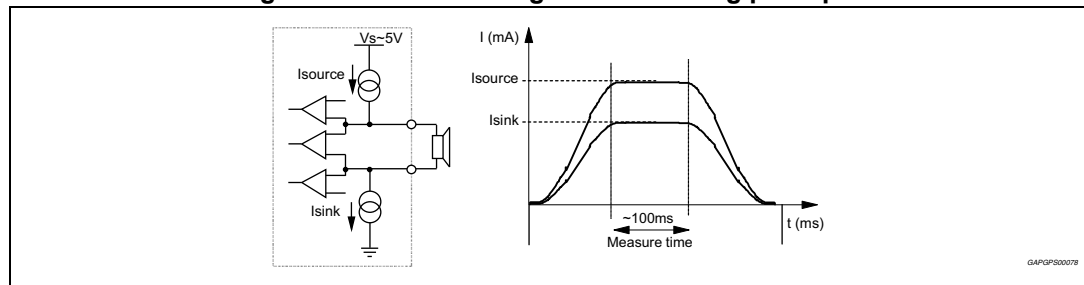 Vs~5V
Isource
Isink
I (mA)
Isource
Isink
~100ms
Measure time
t (ms)
GAPGPS00078